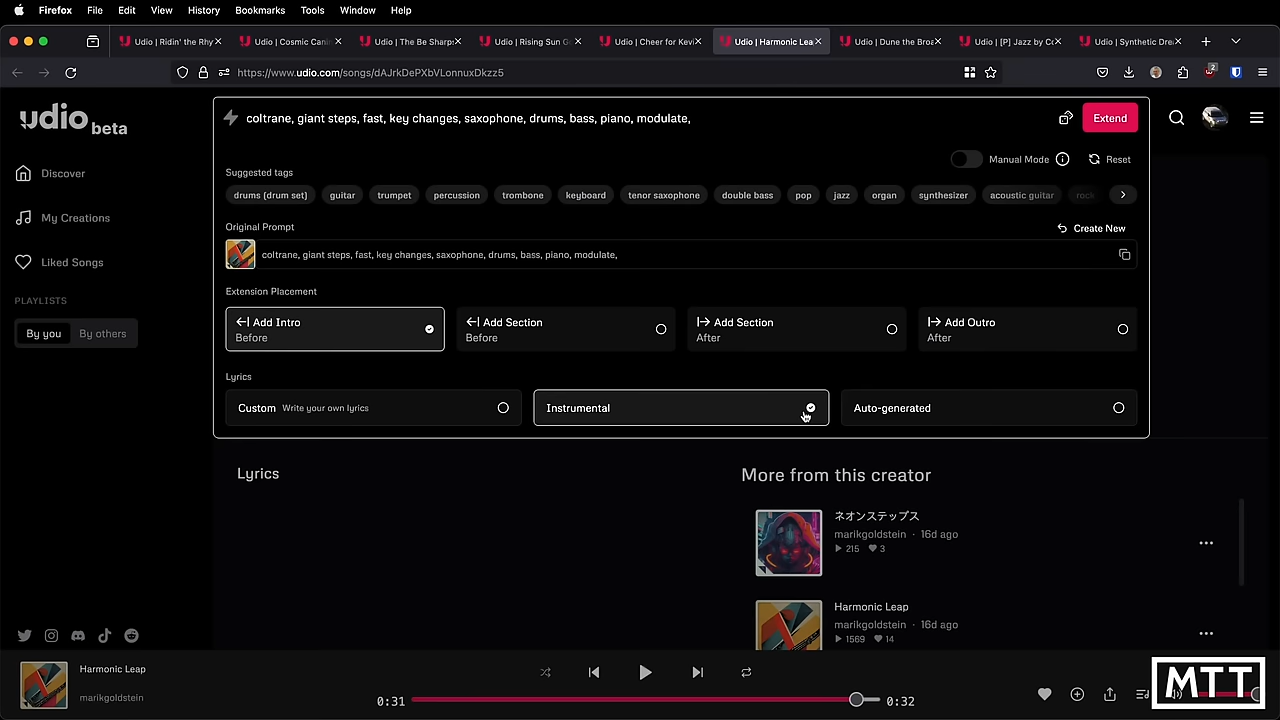 Firefox File Edit View History Bookmarks Tools Window Help
Udio | Ridin' the Rhy Udio | Cosmic Cani Udio | The Be Sharps Udio | Rising Sun Go Udio | Cheer for Kevi Udio | Harmonic Lea Udio | Dune the Broa Udio | [P] Jazz by Co Udio | Synthetic Dre
https://www.udio.com/songs/dAJrkDePXbVLonnuxDkzz5
2
udio beta
coltrane, giant steps, fast, key changes, saxophone, drums, bass, piano, modulate,
Extend
Manual Mode
Reset
Discover
My Creations
Liked Songs
PLAYLISTS
By you By others
Suggested tags
drums (drum set) guitar trumpet percussion trombone keyboard tenor saxophone double bass pop jazz organ synthesizer acoustic guitar rock
Original Prompt
Create New
coltrane, giant steps, fast, key changes, saxophone, drums, bass, piano, modulate,
Extension Placement
Add Intro
Before
Add Section
Before
Add Section
After
Add Outro
After
Lyrics
Custom Write your own lyrics
Instrumental
Auto-generated
Lyrics
More from this creator
ネオンステップス
marikgoldstein · 16d ago
215 3
Harmonic Leap
marikgoldstein · 16d ago
1569 14
Harmonic Leap
marikgoldstein
0:31
0:32
MTT